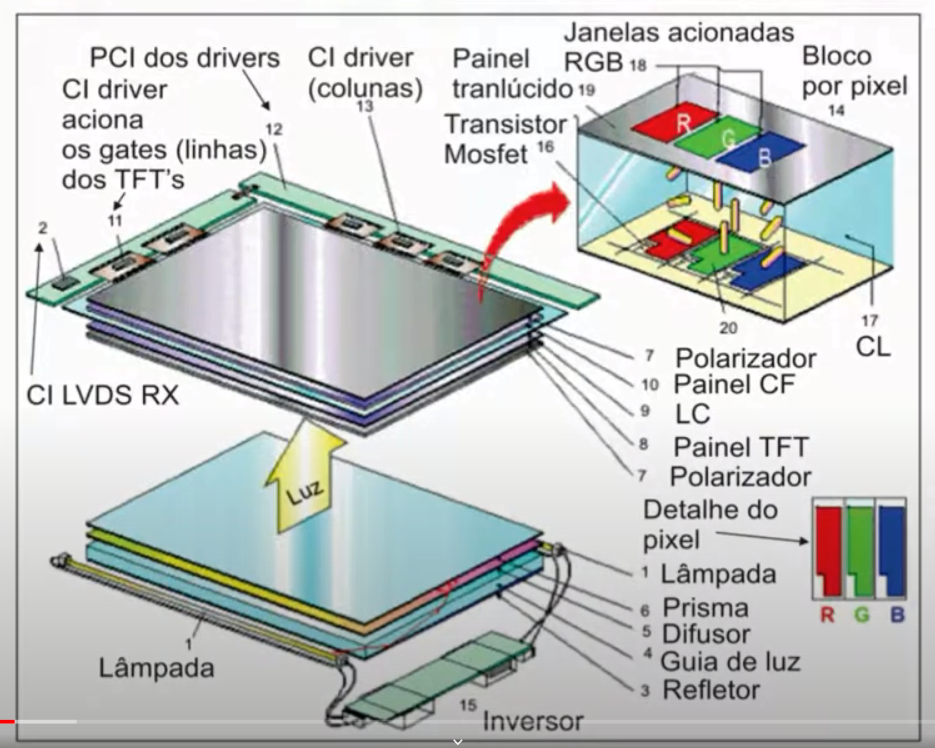 Janelas acionadas
RGB 18
PCI dos drivers
CI driver
(colunas)
13
Painel
tranlúcido 19
Bloco
por pixel
14
CI driver
aciona
os gates (linhas)
dos TFT's
12
11
2
Transistor
Mosfet 16
R
G
B
20
17
CL
CI LVDS RX
7 Polarizador
10 Painel CF
9 LC
8 Painel TFT
7 Polarizador
Luz
Detalhe do
pixel
R G B
1 Lâmpada
6 Prisma
5 Difusor
4 Guia de luz
3 Refletor
1
Lâmpada
15 Inversor